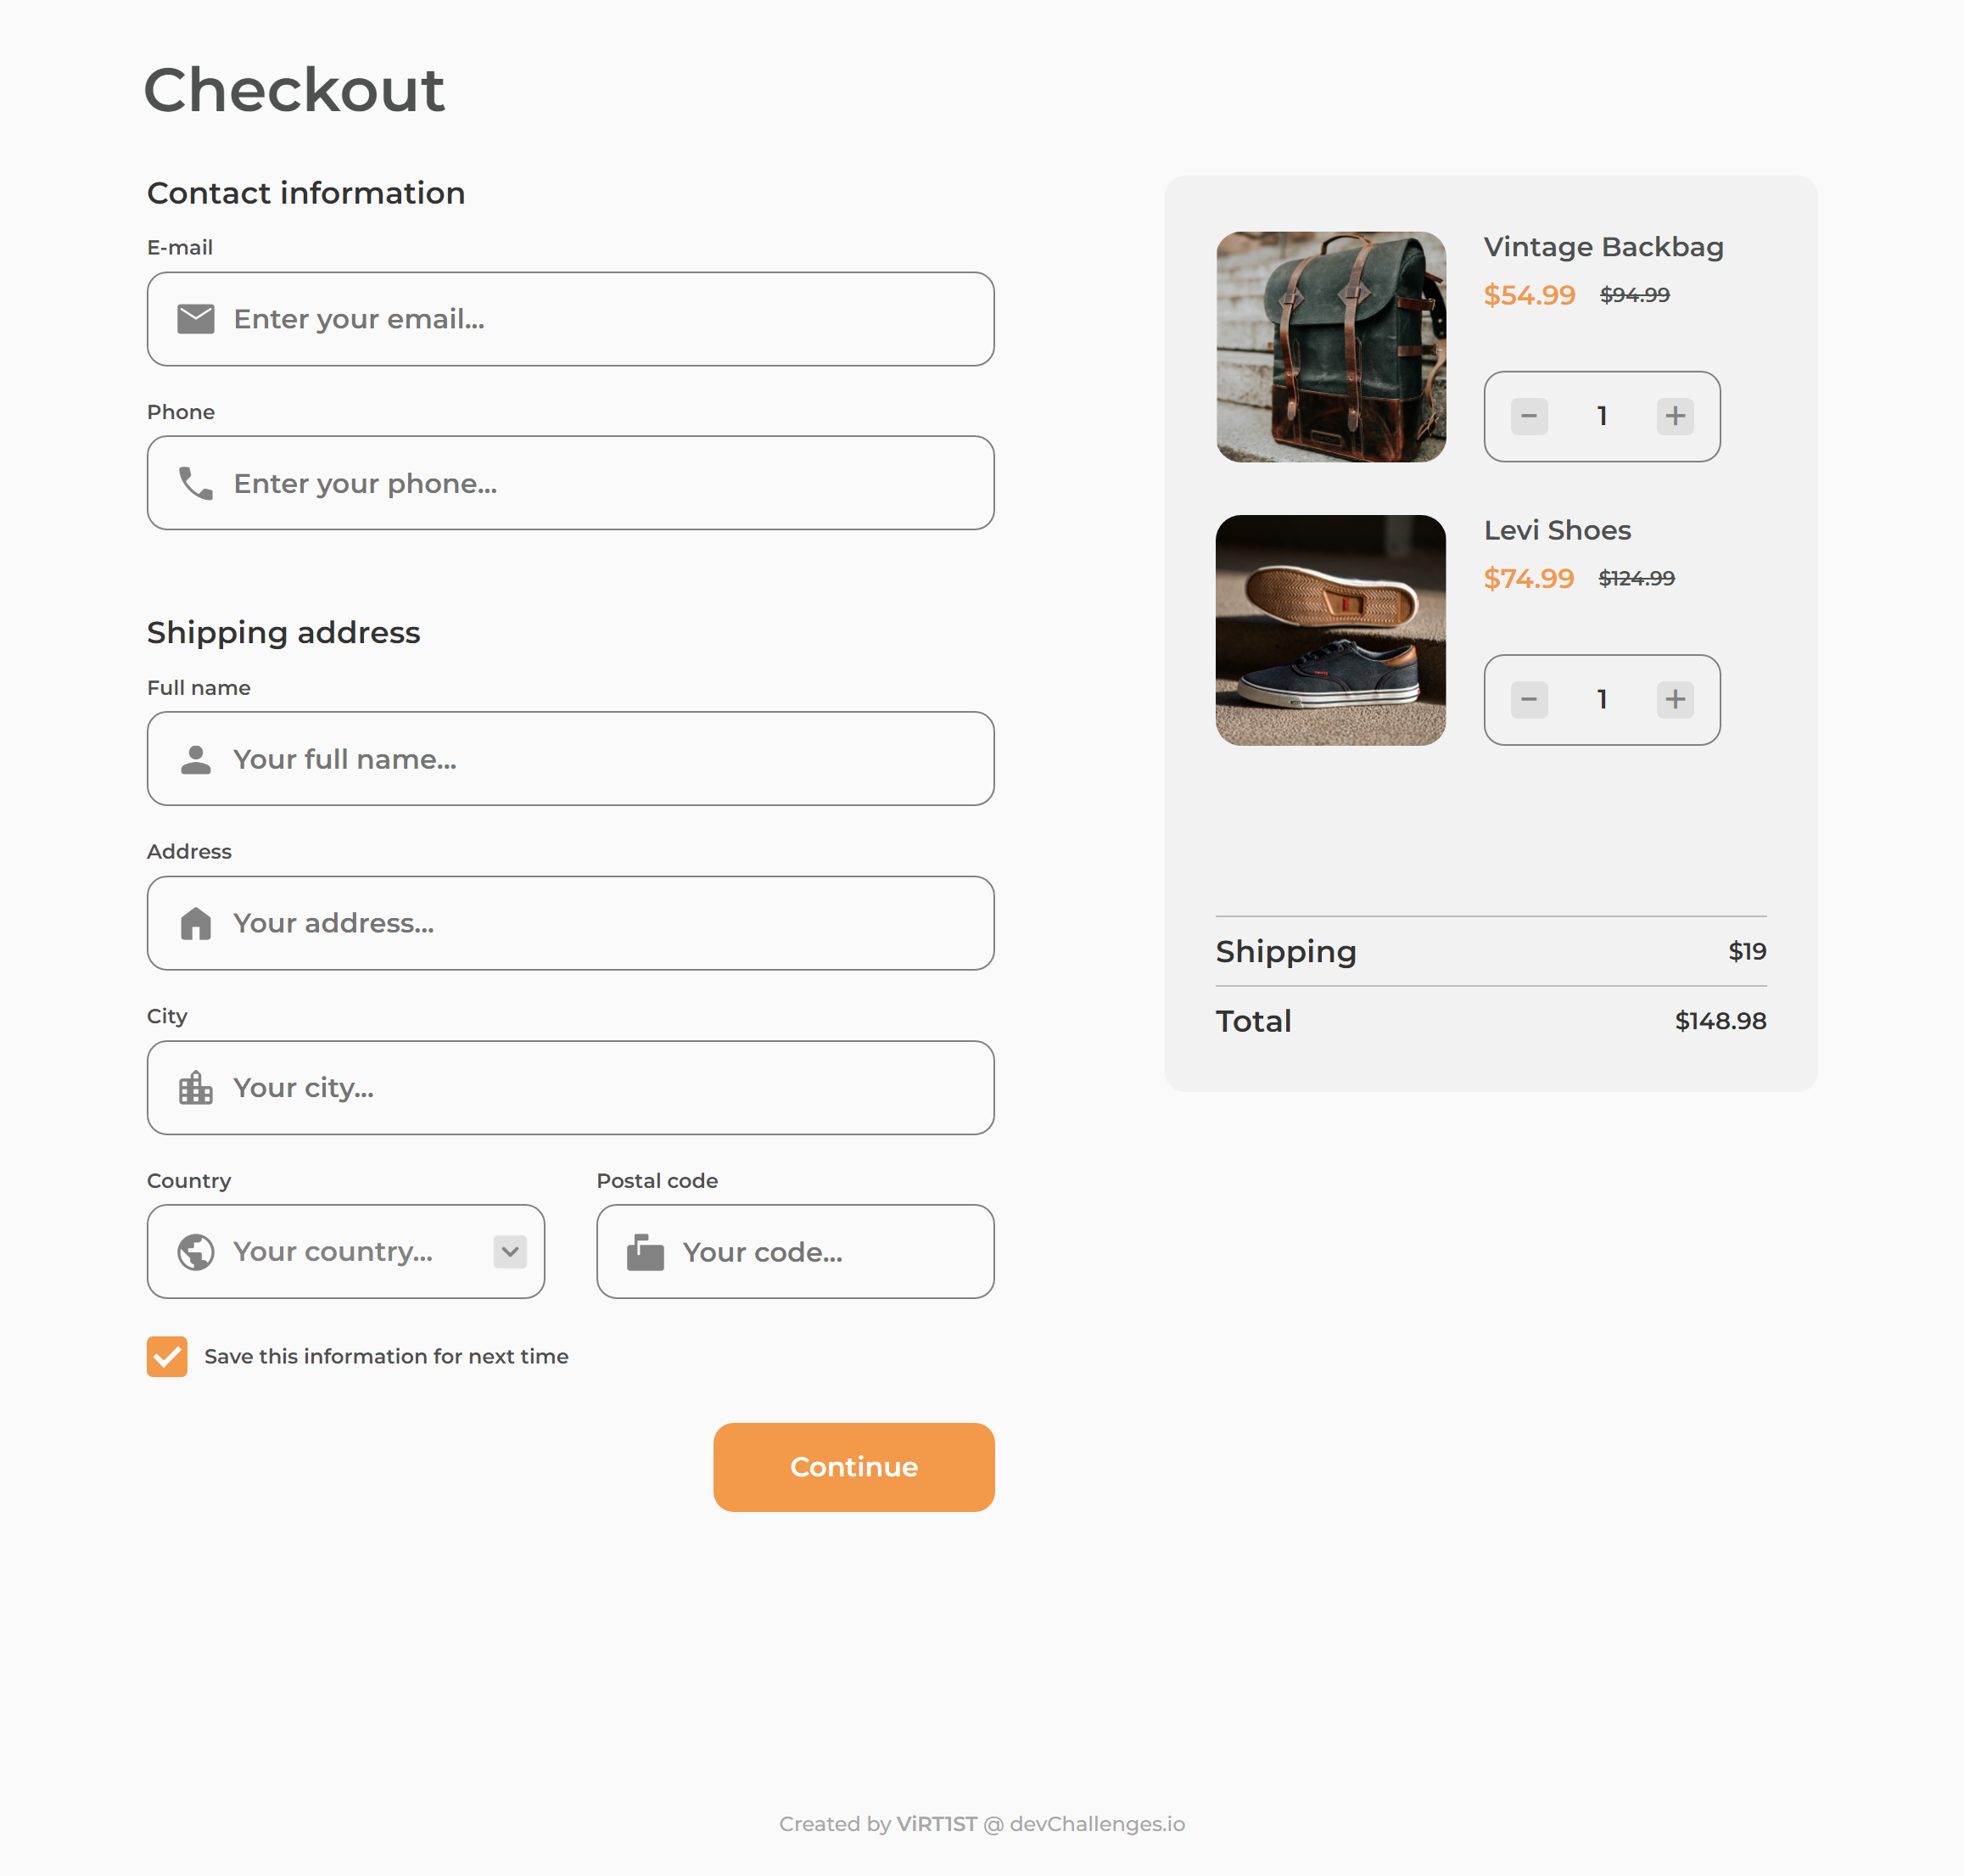 Checkout
Contact information
E-mail
Enter your email...
Phone
Enter your phone...
Shipping address
Full name
Your full name...
Address
Your address...
City
Your city...
Country
Postal code
Your country...
Your code...
Save this information for next time
Continue
Vintage Backbag
$54.99 $94.99
1
Levi Shoes
$74.99 $124.99
1
Shipping $19
Total $148.98
Created by ViRT1ST @ devChallenges.io